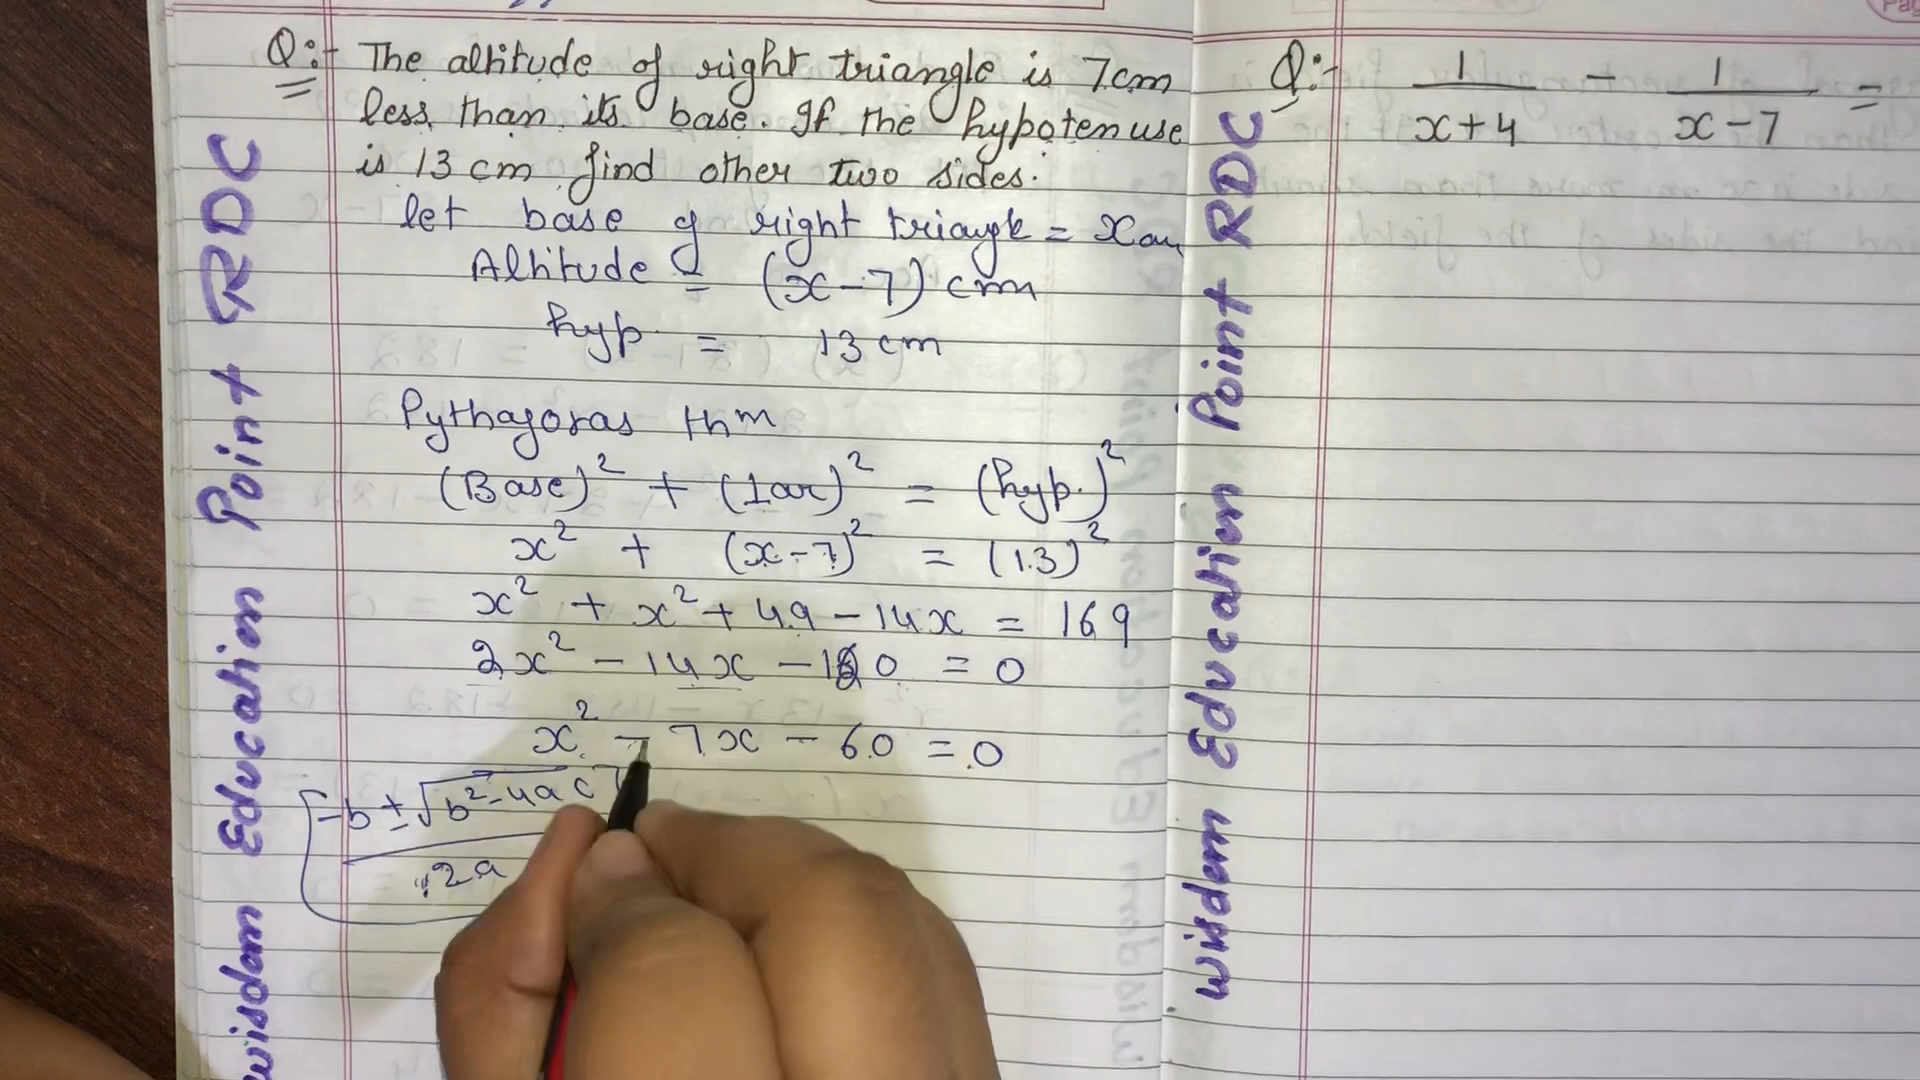 Q:- The altitude of right triangle is 7cm
less than its base. If the hypotenuse
is 13 cm find other two sides.
let base of right triangle = x cm
Altitude = (x-7) cm
hyp = 13 cm
Pythagoras thm
(Base)² + (Lar)² = (hyp.)²
x² + (x-7)² = (13)²
x² + x² + 49 - 14x = 169
2x² - 14x - 120 = 0
x² - 7x - 60 = 0
-b ± √b²-4ac
2a
Wisdom Education Point RDC
Q:- 1/x+4 - 1/x-7 =
Wisdom Education Point RDC